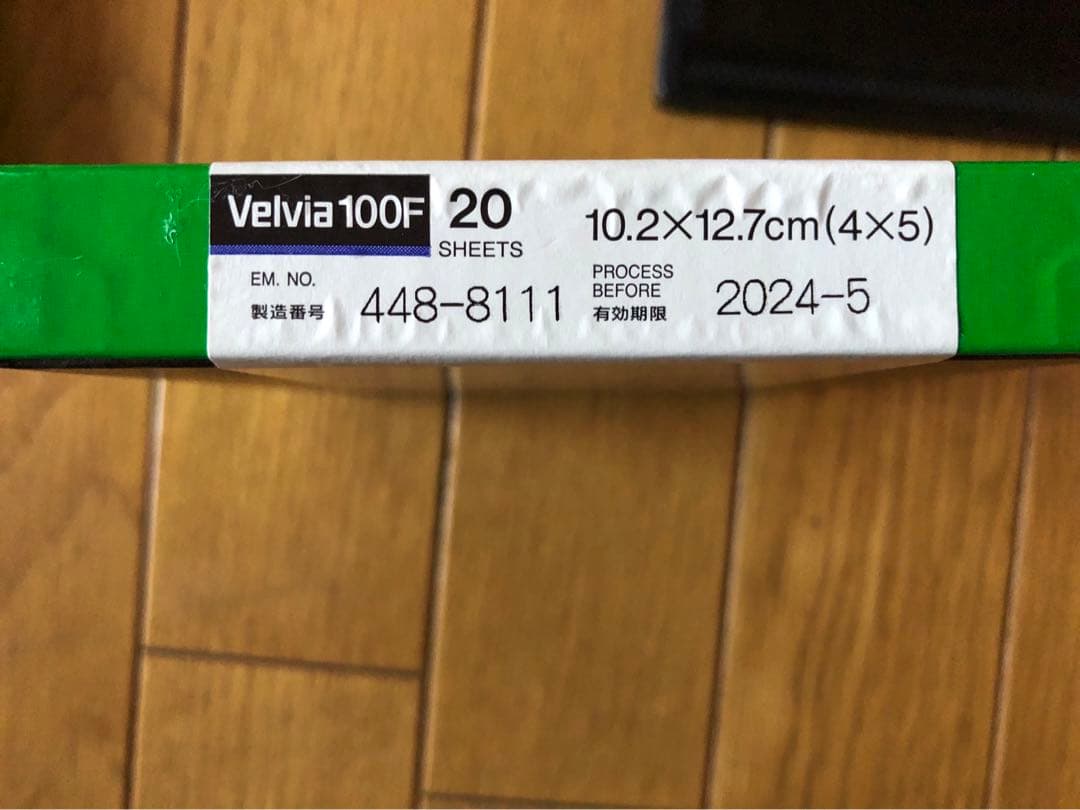 Velvia 100F 20 SHEETS 10.2×12.7cm(4×5)
EM. NO.
製造番号 448-8111
PROCESS
BEFORE
有効期限 2024-5